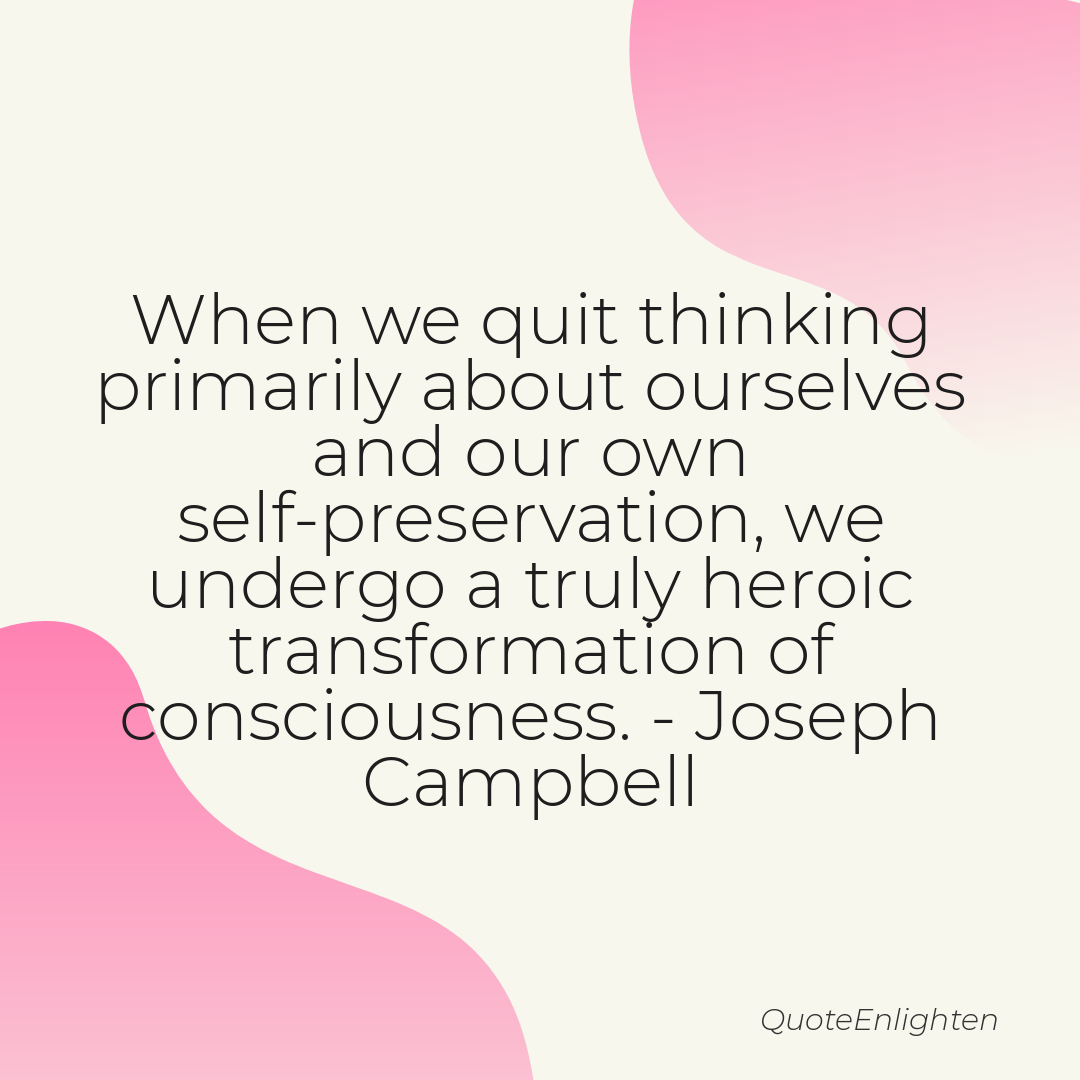 When we quit thinking
primarily about ourselves
and our own
self-preservation, we
undergo a truly heroic
transformation of
consciousness. - Joseph
Campbell
QuoteEnlighten